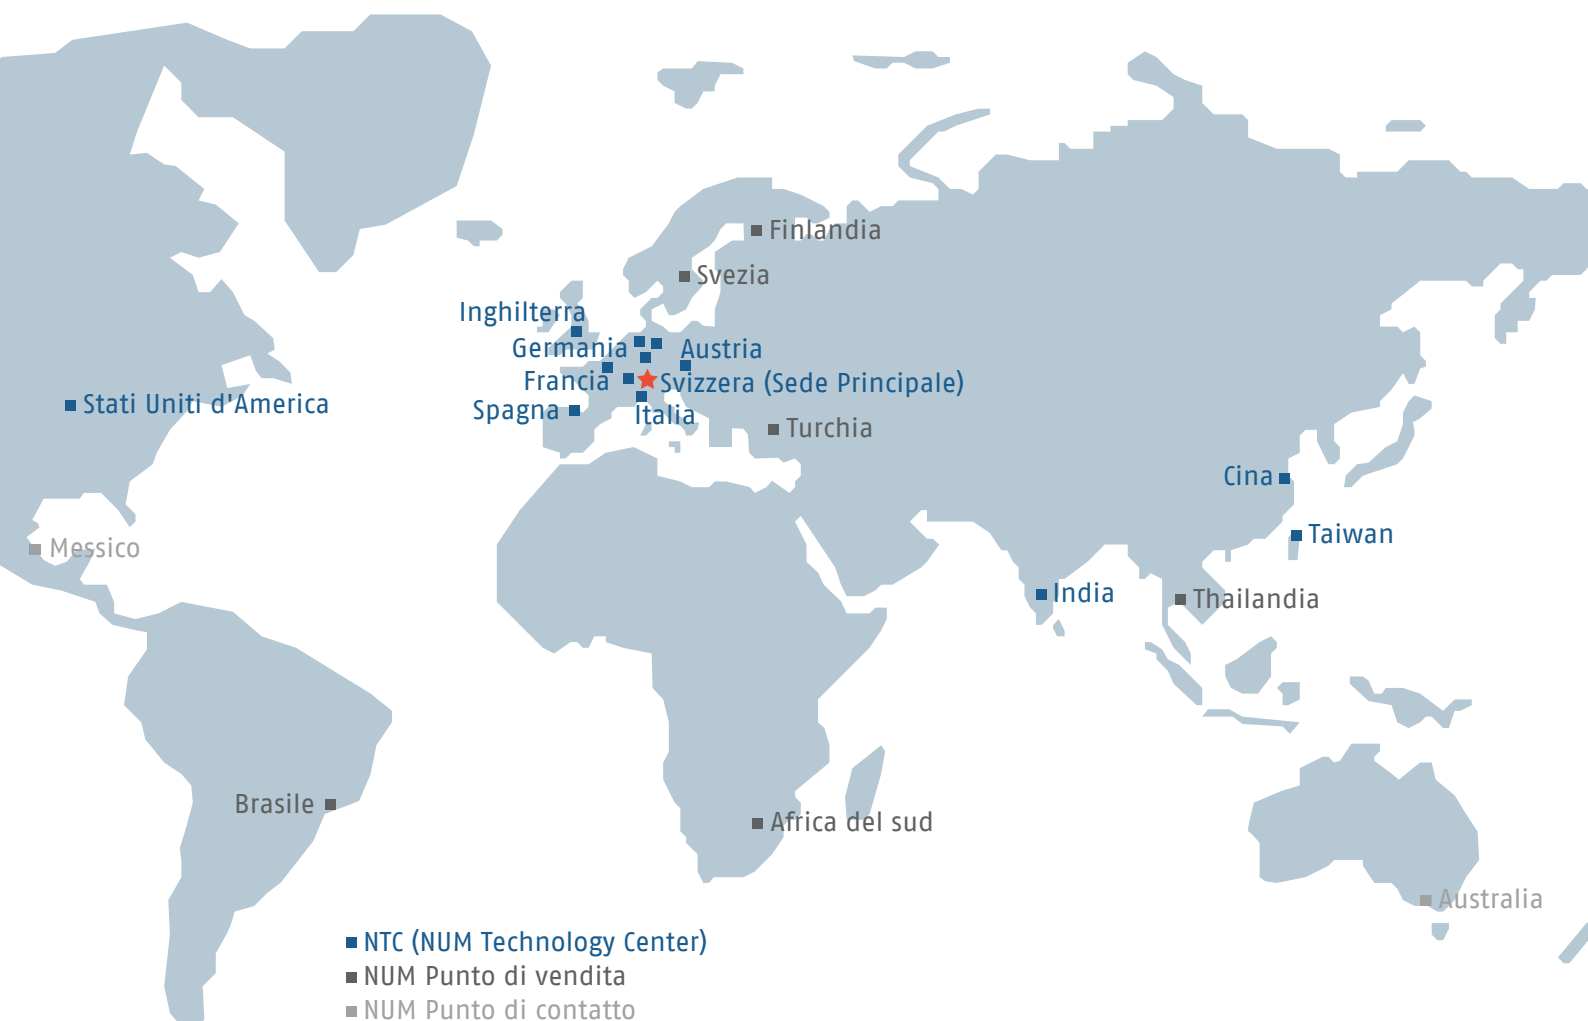 Finlandia
Svezia
Inghilterra
Germania
Austria
Francia
Svizzera (Sede Principale)
Stati Uniti d'America
Spagna
Italia
Turchia
Cina
Taiwan
Messico
India
Thailandia
Brasile
Africa del sud
Australia
NTC (NUM Technology Center)
NUM Punto di vendita
NUM Punto di contatto